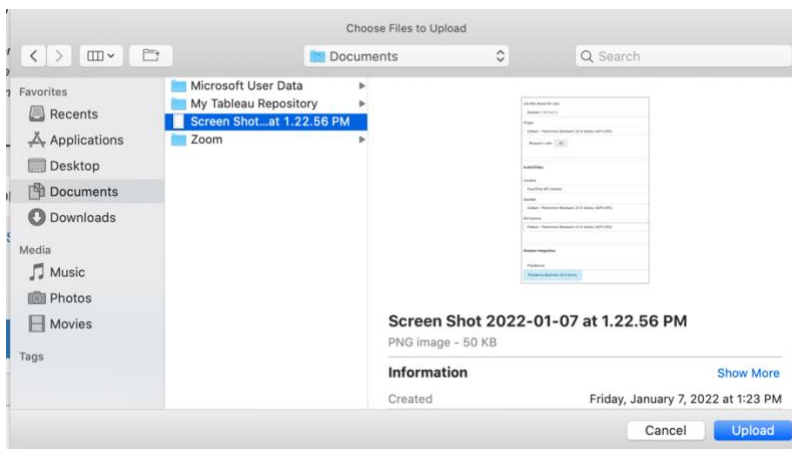 Choose Files to Upload
Documents
Search
Favorites
Recents
Applications
Desktop
Documents
Downloads
Media
Music
Photos
Movies
Tags
Microsoft User Data
My Tableau Repository
Screen Shot...at 1.22.56 PM
Zoom
Screen Shot 2022-01-07 at 1.22.56 PM
PNG image - 50 KB
Information Show More
Created Friday, January 7, 2022 at 1:23 PM
Cancel Upload